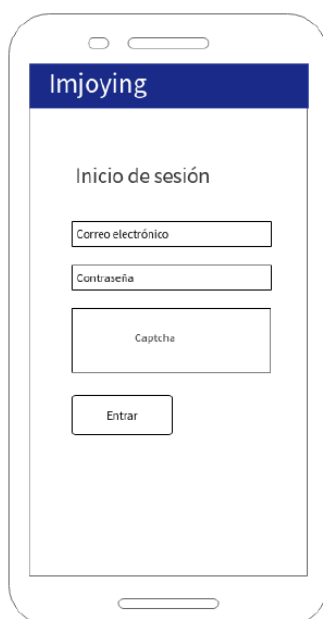 Imjoying
Inicio de sesión
Correo electrónico
Contraseña
Captcha
Entrar